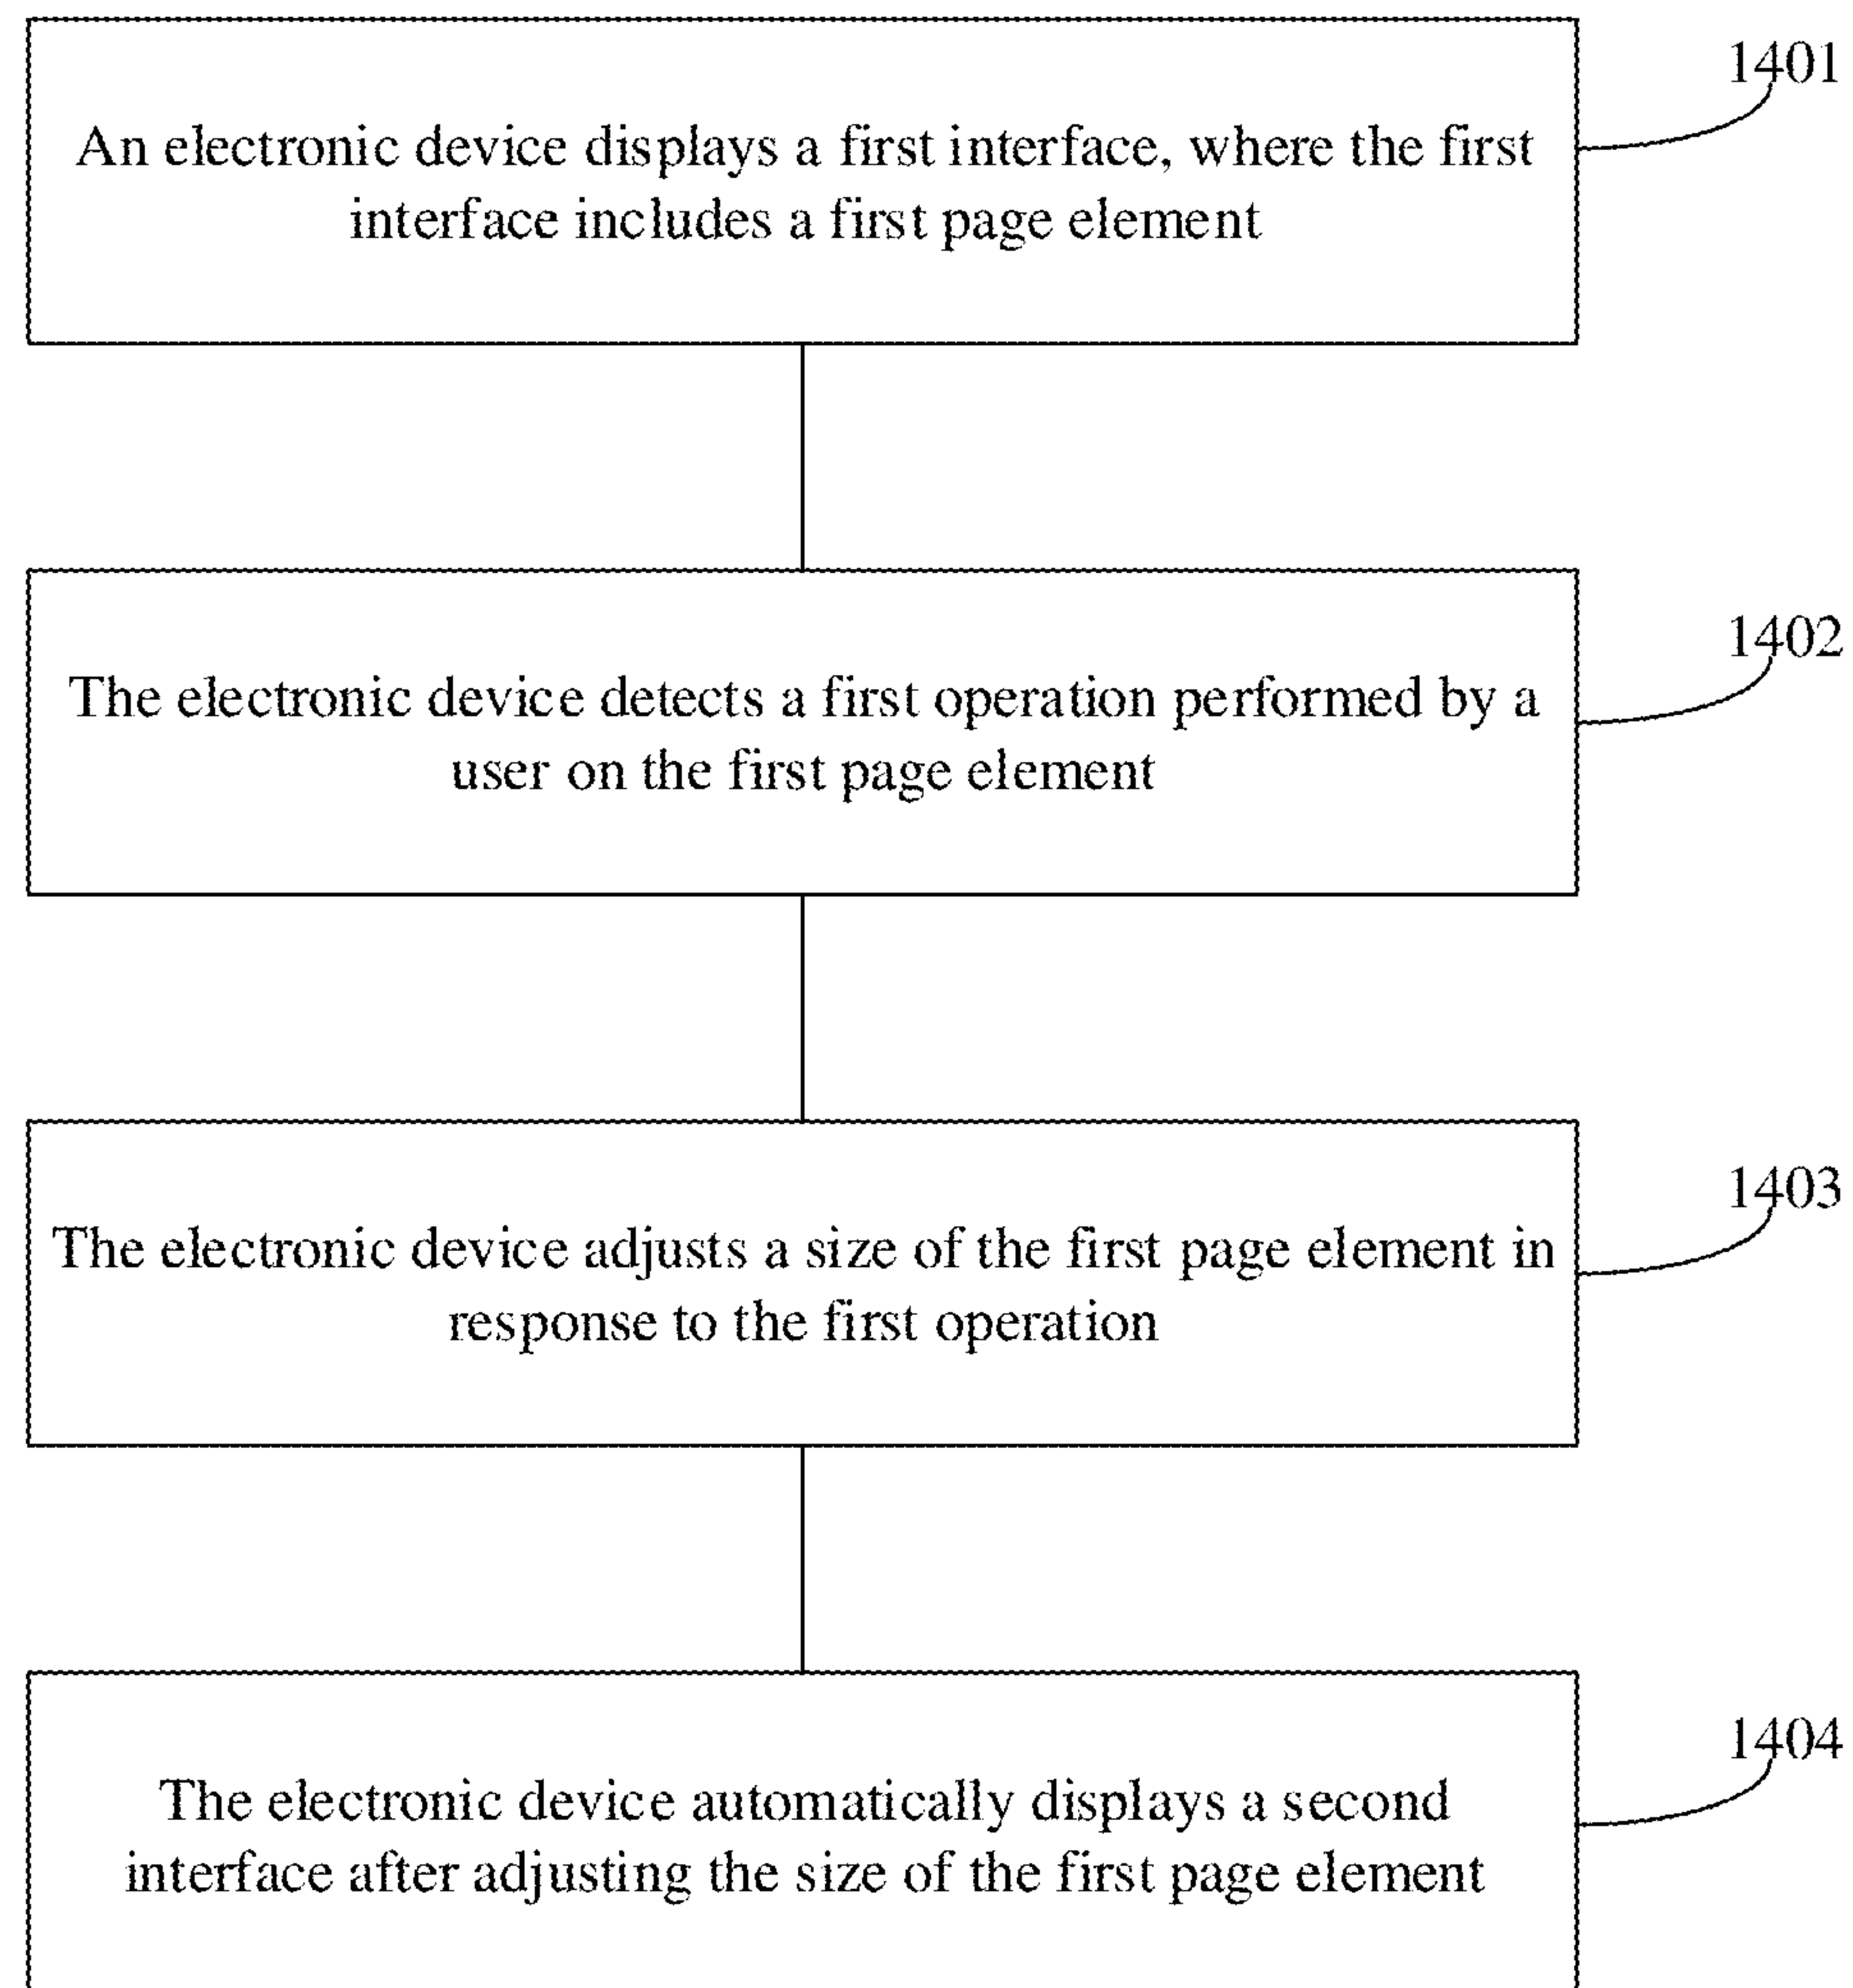 1401
An electronic device displays a first interface, where the first
interface includes a first page element
1402
The electronic device detects a first operation performed by a
user on the first page element
1403
The electronic device adjusts a size of the first page element in
response to the first operation
1404
The electronic device automatically displays a second
interface after adjusting the size of the first page element